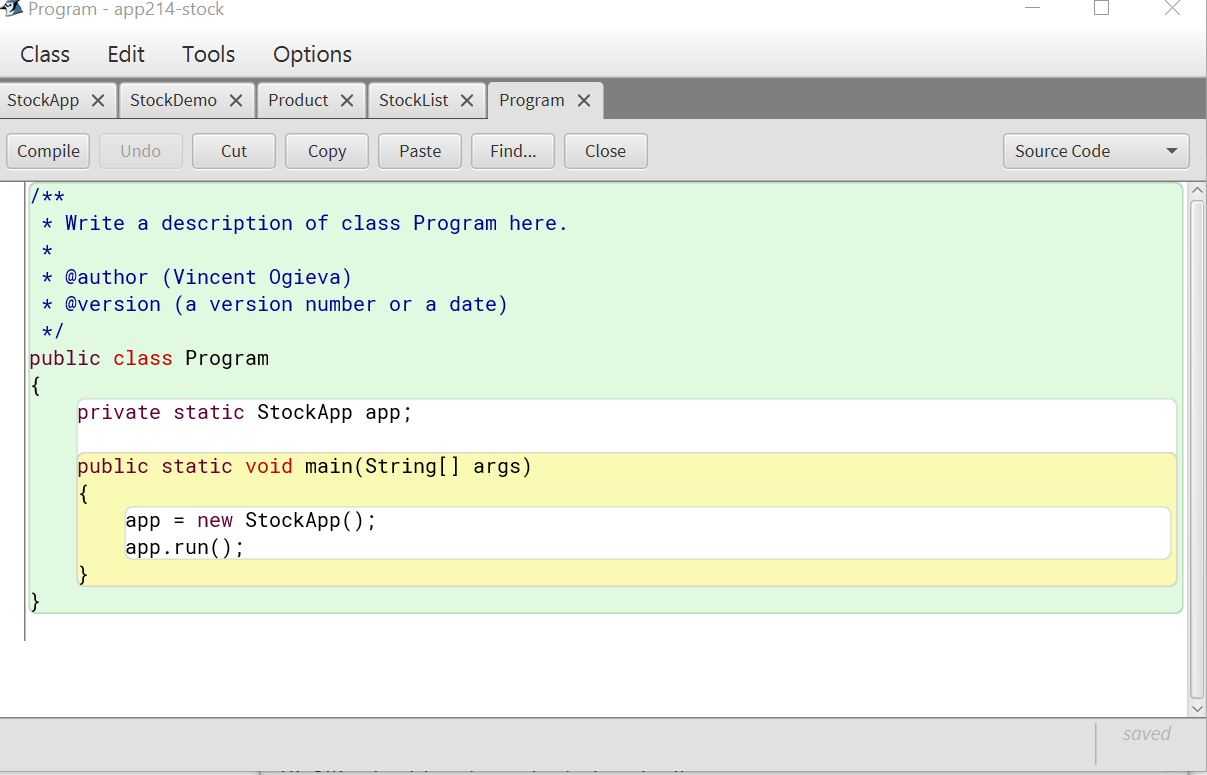 Program - app214-stock
Class Edit Tools Options
StockApp StockDemo Product StockList Program
Compile Undo Cut Copy Paste Find... Close Source Code
/**
 * Write a description of class Program here.
 *
 * @author (Vincent Ogieva)
 * @version (a version number or a date)
 */
public class Program
{
    private static StockApp app;
    public static void main(String[] args)
    {
        app = new StockApp();
        app.run();
    }
}
saved